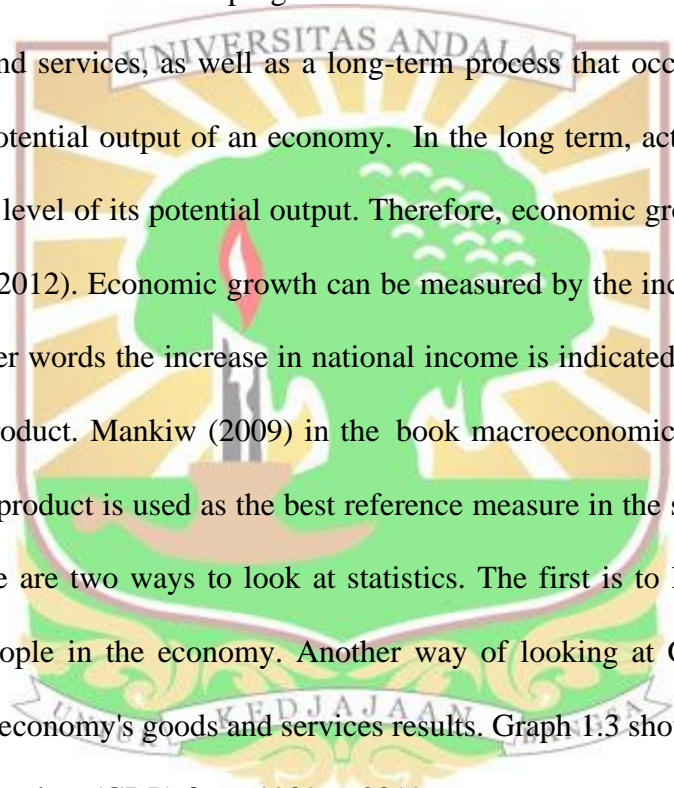 UNIVERSITAS ANDALAS
nd services, as well as a long-term process that occ
otential output of an economy. In the long term, act
level of its potential output. Therefore, economic gro
2012). Economic growth can be measured by the inc
er words the increase in national income is indicated
oduct. Mankiw (2009) in the book macroeconomic
product is used as the best reference measure in the s
e are two ways to look at statistics. The first is to
ople in the economy. Another way of looking at
economy's goods and services results. Graph 1.3 sho
UNTUK KEDJAJAAN BANGSA